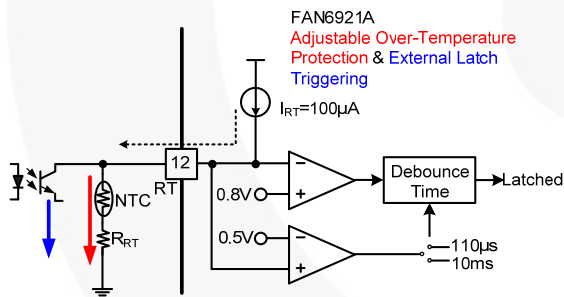 FAN6921A
Adjustable Over-Temperature
Protection & External Latch
Triggering
IRT=100µA
12
RT
NTC
RRT
0.8V
−
+
0.5V
−
+
Debounce
Time
Latched
110µs
10ms